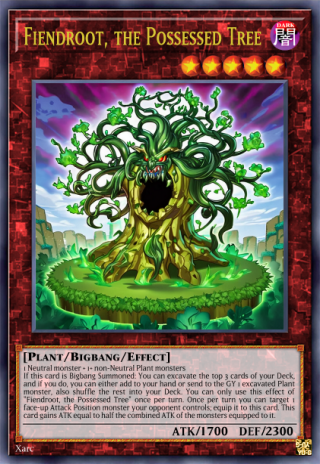 Fiendroot, the Possessed Tree
DARK
闇
[Plant/Bigbang/Effect]
1 Neutral monster + 1+ non-Neutral Plant monsters
If this card is Bigbang Summoned: You can excavate the top 3 cards of your Deck,
and if you do, you can either add to your hand or send to the GY 1 excavated Plant
monster, also shuffle the rest into your Deck. You can only use this effect of
"Fiendroot, the Possessed Tree" once per turn. Once per turn you can target 1
face-up Attack Position monster your opponent controls; equip it to this card. This
card gains ATK equal to half the combined ATK of the monsters equipped to it.
ATK/1700 DEF/2300
Xarc